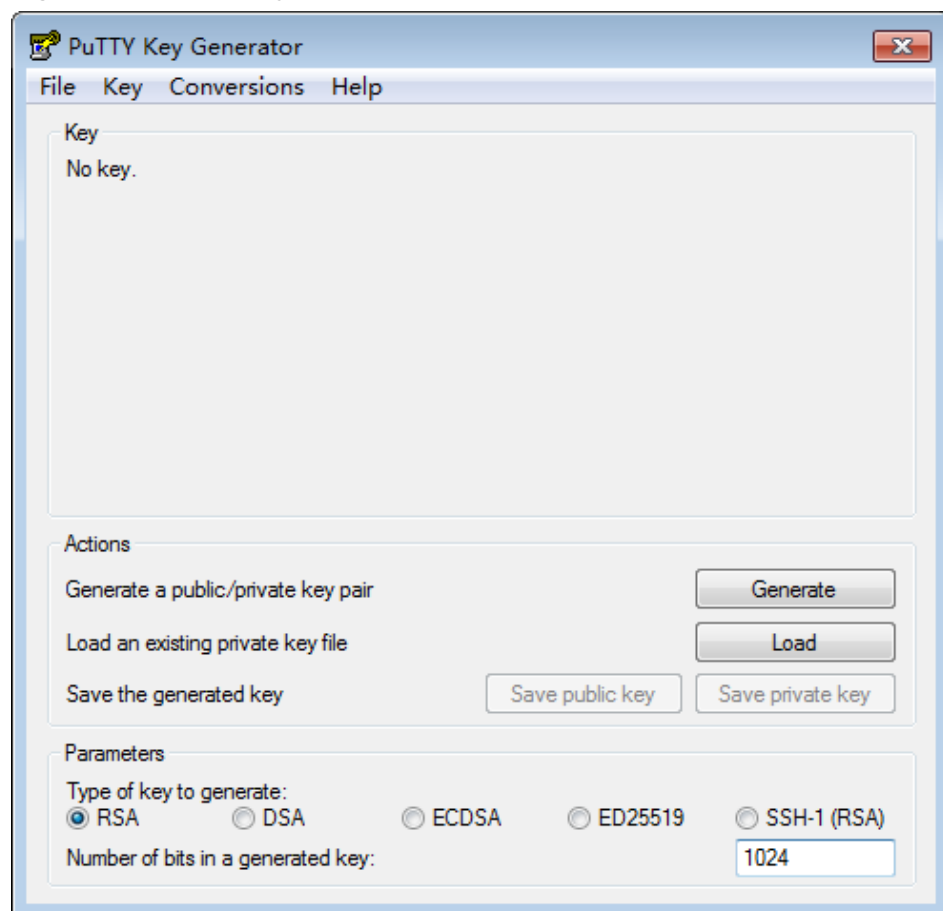 PuTTY Key Generator
File Key Conversions Help
Key
No key.
Actions
Generate a public/private key pair Generate
Load an existing private key file Load
Save the generated key Save public key Save private key
Parameters
Type of key to generate:
RSA DSA ECDSA ED25519 SSH-1 (RSA)
Number of bits in a generated key: 1024